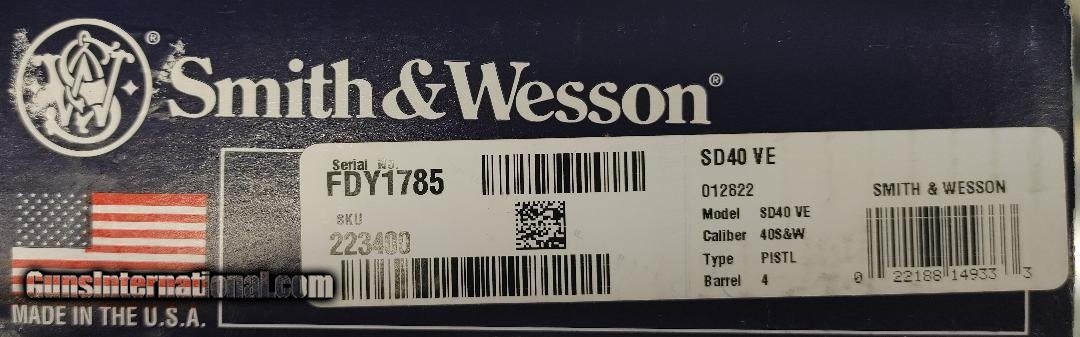 Smith & Wesson®
Serial No.
FDY1785
SKU
223400
SD40 VE
012822
Model SD40 VE
Caliber 40S&W
Type PISTL
Barrel 4
SMITH & WESSON
0 22188 14933 3
GunsInternational.com
MADE IN THE U.S.A.